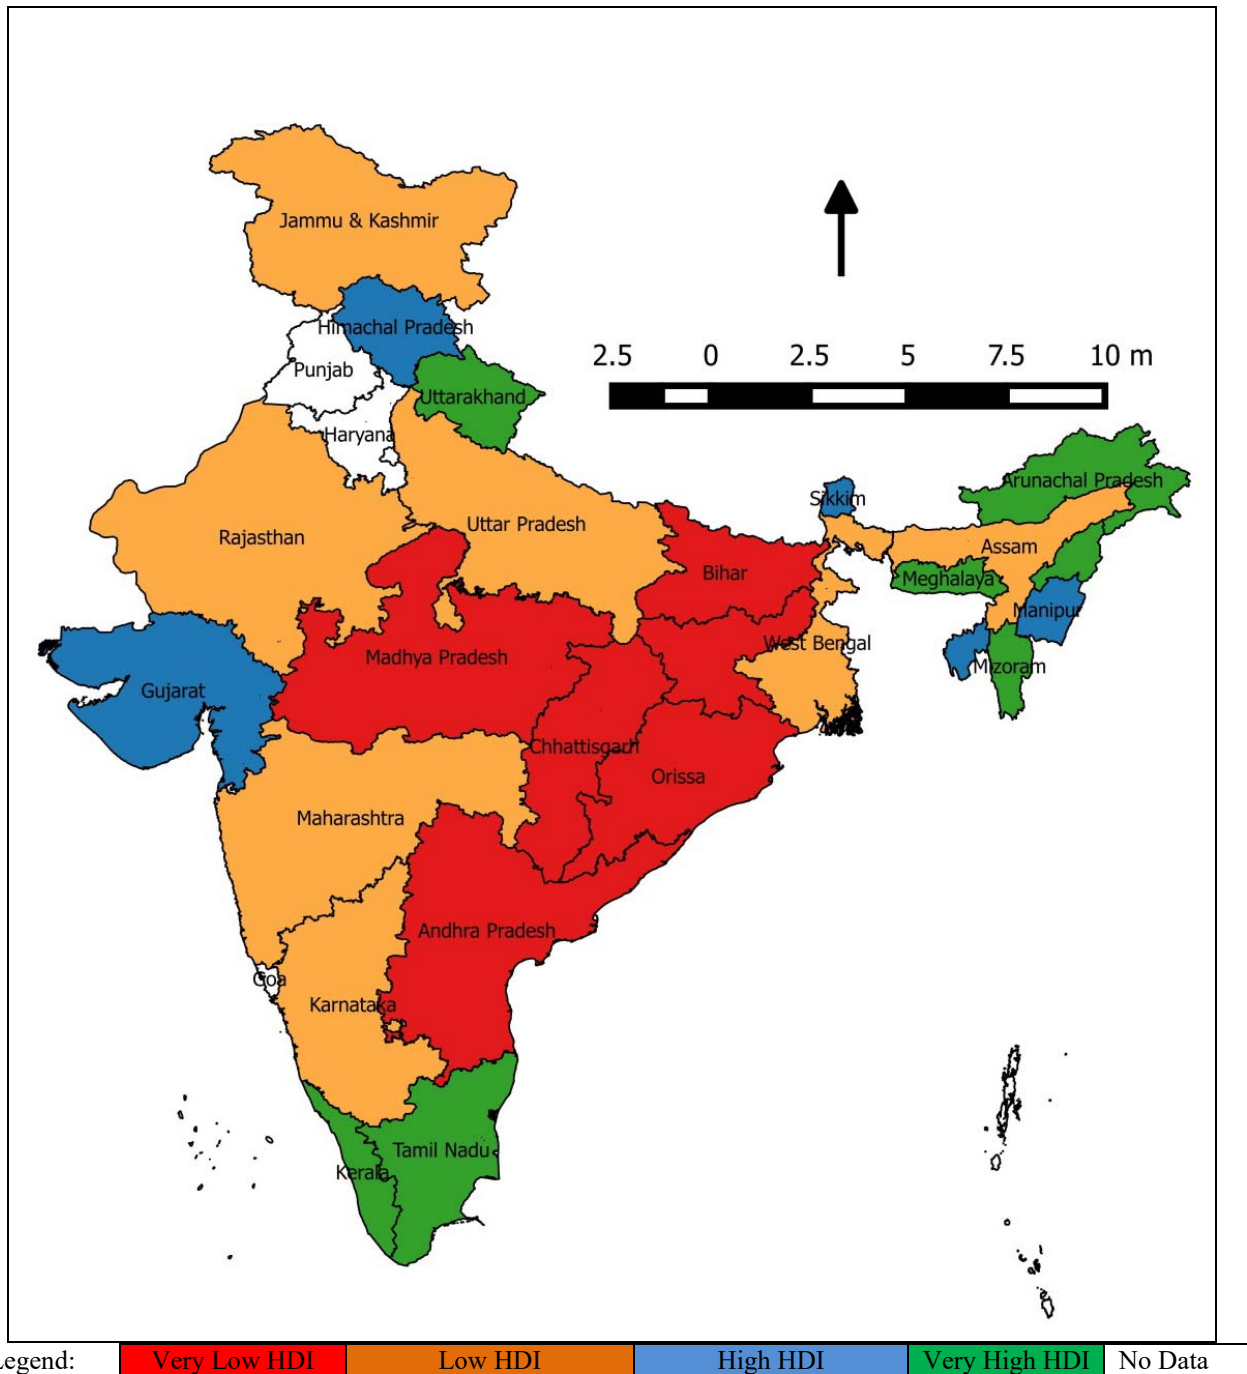 Jammu & Kashmir
Himachal Pradesh
2.5 0 2.5 5 7.5 10 m
Punjab
Uttarakhand
Haryana
Arunachal Pradesh
Sikkim
Uttar Pradesh
Rajasthan
Assam
Bihar
Meghalaya
Manipur
West Bengal
Madhya Pradesh
Mizoram
Gujarat
Chhattisgarh
Orissa
Maharashtra
Andhra Pradesh
Goa
Karnataka
Tamil Nadu
Kerala
Legend: Very Low HDI Low HDI High HDI Very High HDI No Data